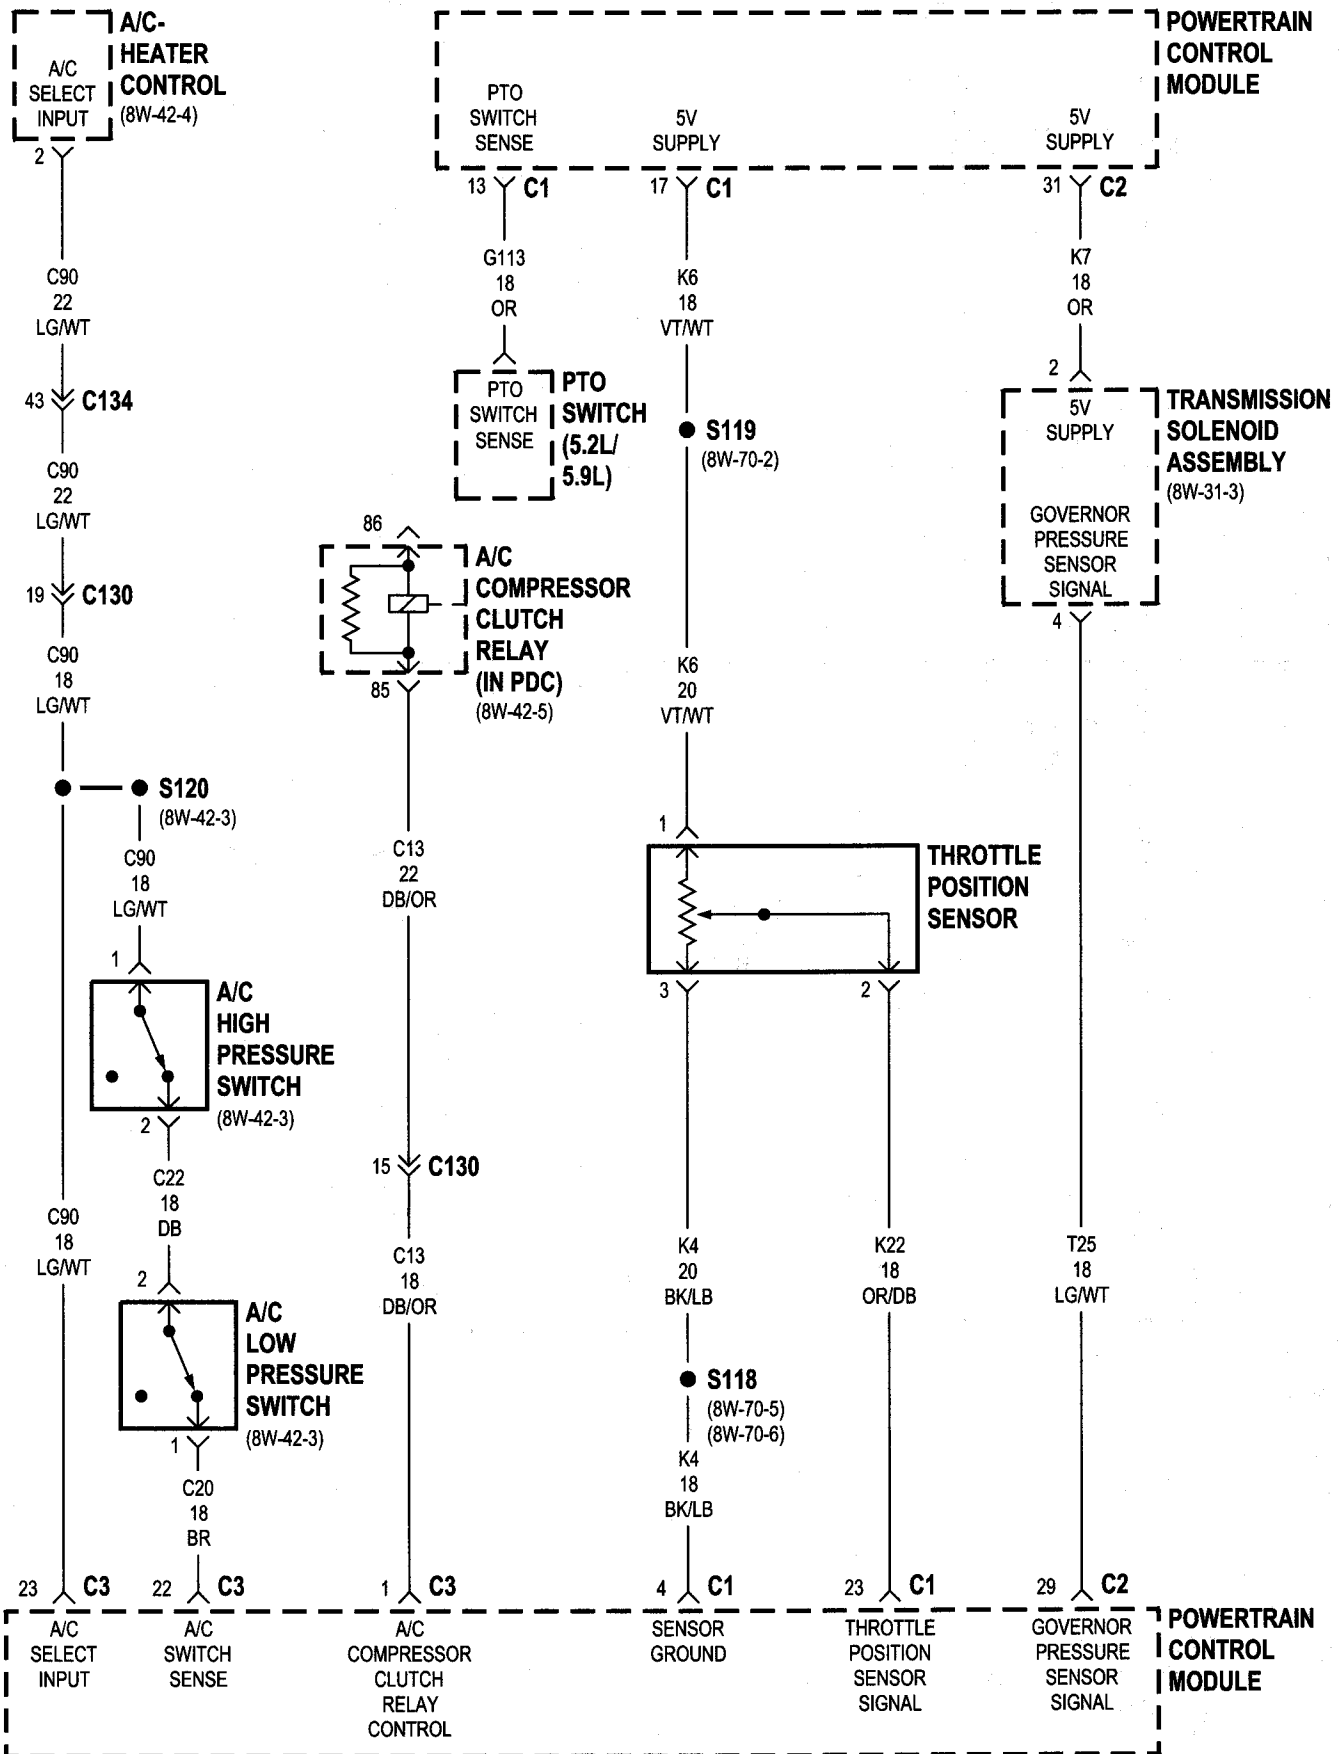 A/C-
HEATER
CONTROL
(8W-42-4)
A/C
SELECT
INPUT
2
C90
22
LG/WT
43
C134
C90
22
LG/WT
19
C130
C90
18
LG/WT
S120
(8W-42-3)
C90
18
LG/WT
1
A/C
HIGH
PRESSURE
SWITCH
(8W-42-3)
2
C22
18
DB
C90
18
LG/WT
2
A/C
LOW
PRESSURE
SWITCH
(8W-42-3)
1
C20
18
BR
POWERTRAIN
CONTROL
MODULE
PTO
SWITCH
SENSE
5V
SUPPLY
5V
SUPPLY
13
C1
17
C1
31
C2
G113
18
OR
PTO
SWITCH
SENSE
PTO
SWITCH
(5.2L/
5.9L)
86
A/C
COMPRESSOR
CLUTCH
RELAY
(IN PDC)
(8W-42-5)
85
C13
22
DB/OR
15
C130
C13
18
DB/OR
K6
18
VT/WT
S119
(8W-70-2)
K6
20
VT/WT
1
THROTTLE
POSITION
SENSOR
3
2
K4
20
BK/LB
S118
(8W-70-5)
(8W-70-6)
K4
18
BK/LB
K22
18
OR/DB
K7
18
OR
2
5V
SUPPLY
GOVERNOR
PRESSURE
SENSOR
SIGNAL
TRANSMISSION
SOLENOID
ASSEMBLY
(8W-31-3)
4
T25
18
LG/WT
23
C3
22
C3
1
C3
4
C1
23
C1
29
C2
A/C
SELECT
INPUT
A/C
SWITCH
SENSE
A/C
COMPRESSOR
CLUTCH
RELAY
CONTROL
SENSOR
GROUND
THROTTLE
POSITION
SENSOR
SIGNAL
GOVERNOR
PRESSURE
SENSOR
SIGNAL
POWERTRAIN
CONTROL
MODULE